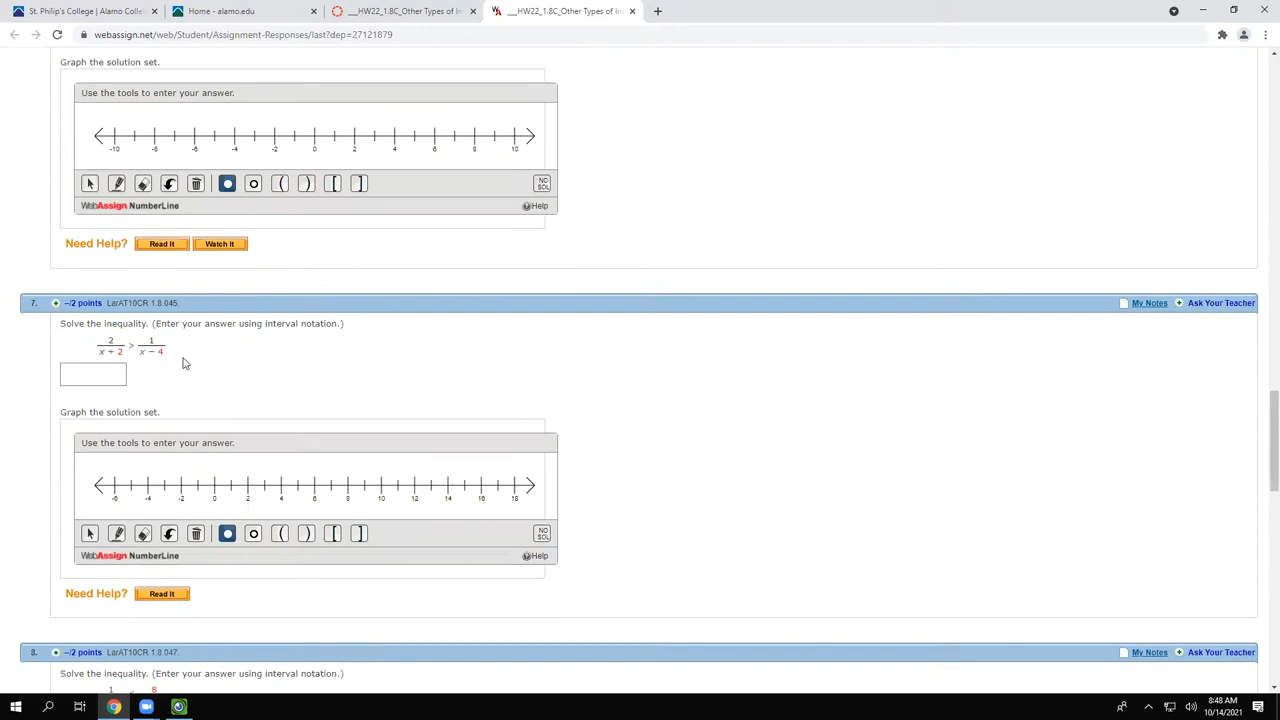 St. Philip's College | Alamo Colle
Home - alamo.edu
__HW22_1.8C_Other Types of In
__HW22_1.8C_Other Types of In
webassign.net/web/Student/Assignment-Responses/last?dep=27121879
Graph the solution set.
Use the tools to enter your answer.
-10 -8 -6 -4 -2 0 2 4 6 8 10
NO SOL
WebAssign NumberLine
Help
Need Help? Read It Watch It
7. –/2 points LarAT10CR 1.8.045.
My Notes Ask Your Teacher
Solve the inequality. (Enter your answer using interval notation.)
2 1
>
x + 2 x − 4
Graph the solution set.
Use the tools to enter your answer.
-6 -4 -2 0 2 4 6 8 10 12 14 16 18
NO SOL
WebAssign NumberLine
Help
Need Help? Read It
8. –/2 points LarAT10CR 1.8.047.
My Notes Ask Your Teacher
Solve the inequality. (Enter your answer using interval notation.)
1 8
8:48 AM
10/14/2021